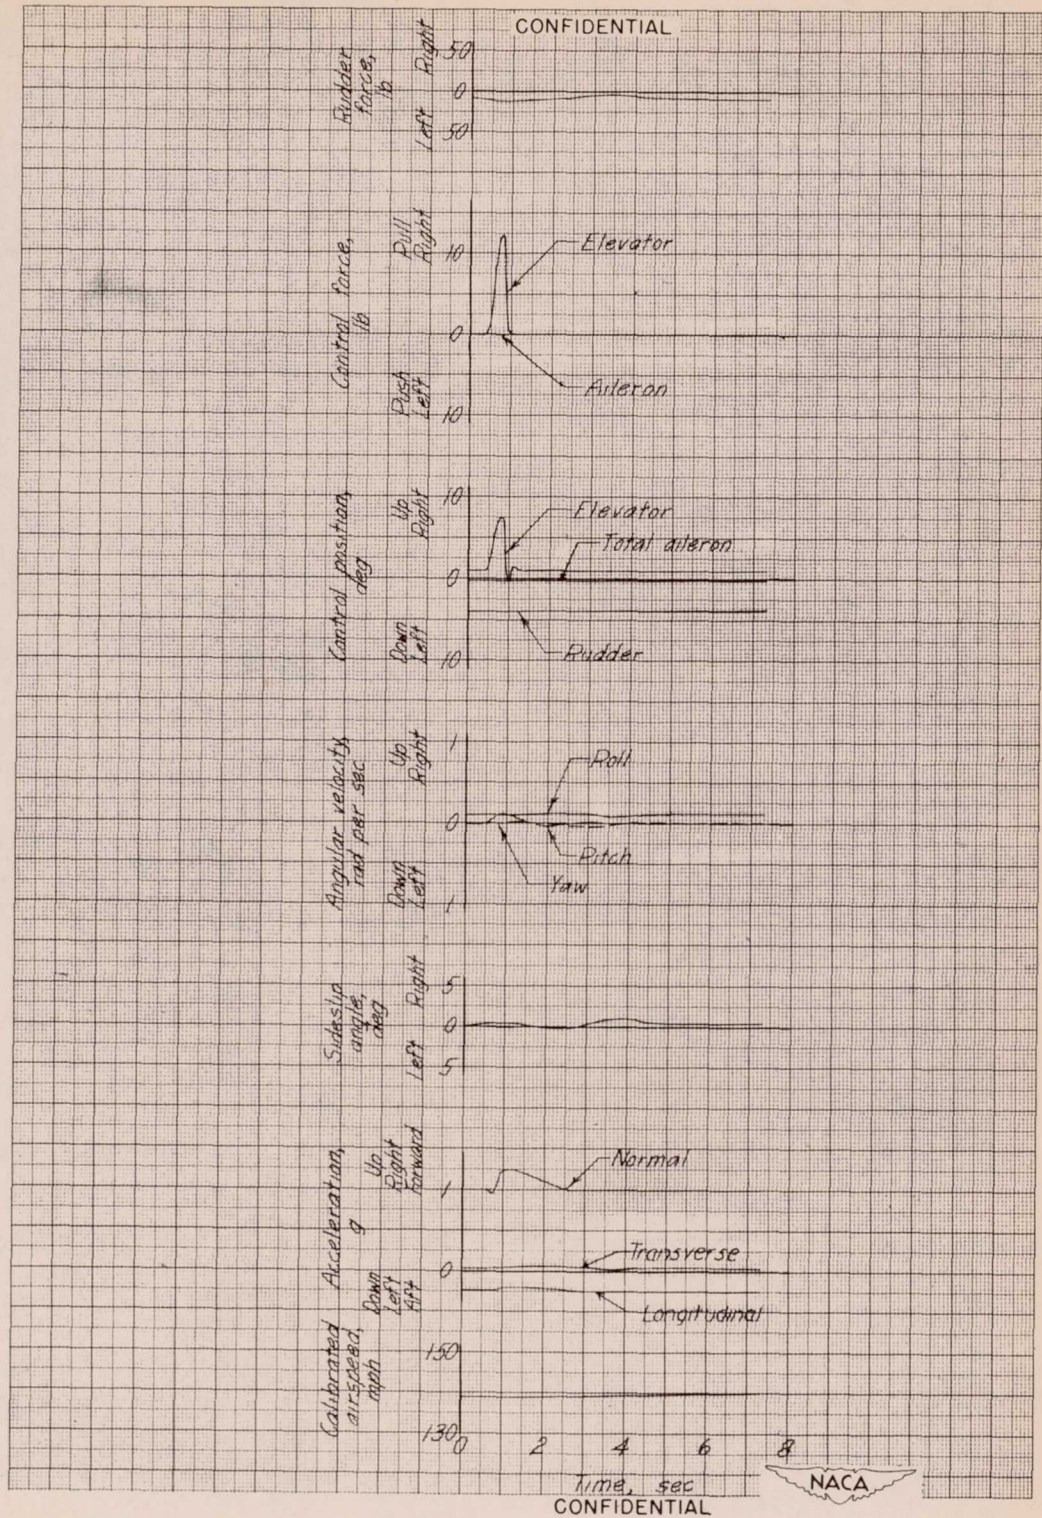 CONFIDENTIAL
Rudder
force,
lb
Left Right
50
0
50
Control force,
lb
Pull
Right
Push
Left
10
0
10
Elevator
Aileron
Control position,
deg
Up
Right
Down
Left
10
0
10
Elevator
Total aileron
Rudder
Angular velocity,
rad per sec
Up
Right
Down
Left
1
0
1
Roll
Pitch
Yaw
Sideslip
angle,
deg
Left Right
5
0
5
Acceleration,
g
Up
Right
Forward
Down
Left
Aft
1
0
Normal
Transverse
Longitudinal
Calibrated
airspeed,
mph
150
130
0 2 4 6 8
Time, sec
NACA
CONFIDENTIAL